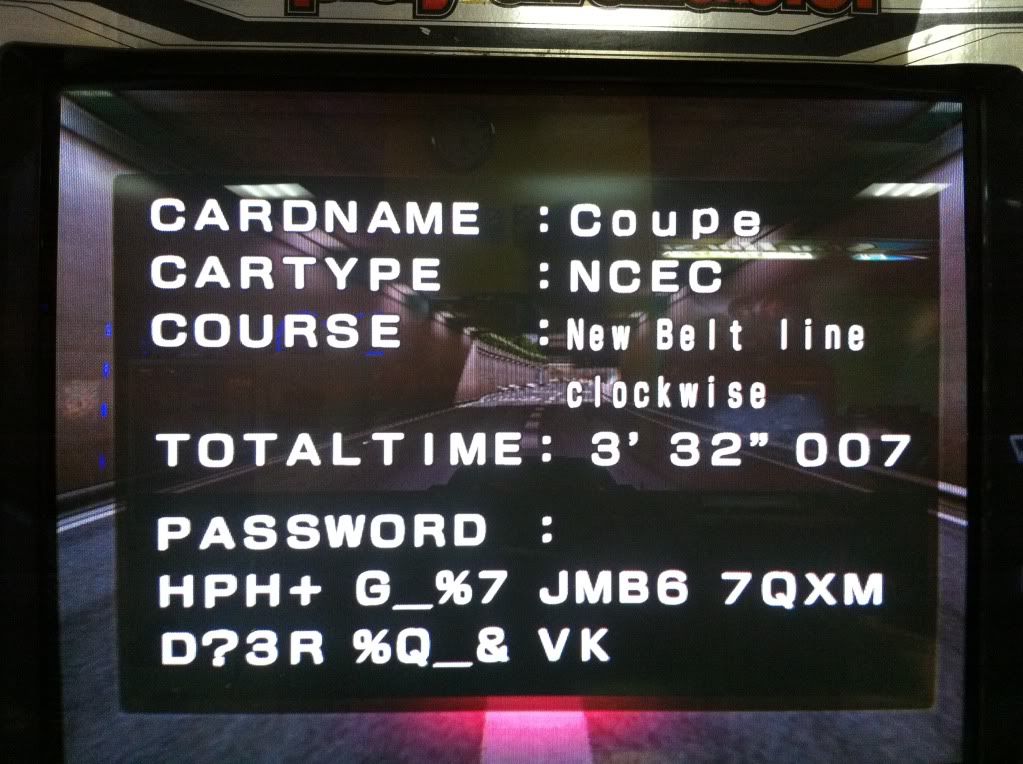 CARDNAME : Coupe
CARTYPE : NCEC
COURSE : New Belt line
clockwise
TOTALTIME: 3' 32" 007
PASSWORD :
HPH+ G_%7 JMB6 7QXM
D?3R %Q_& VK